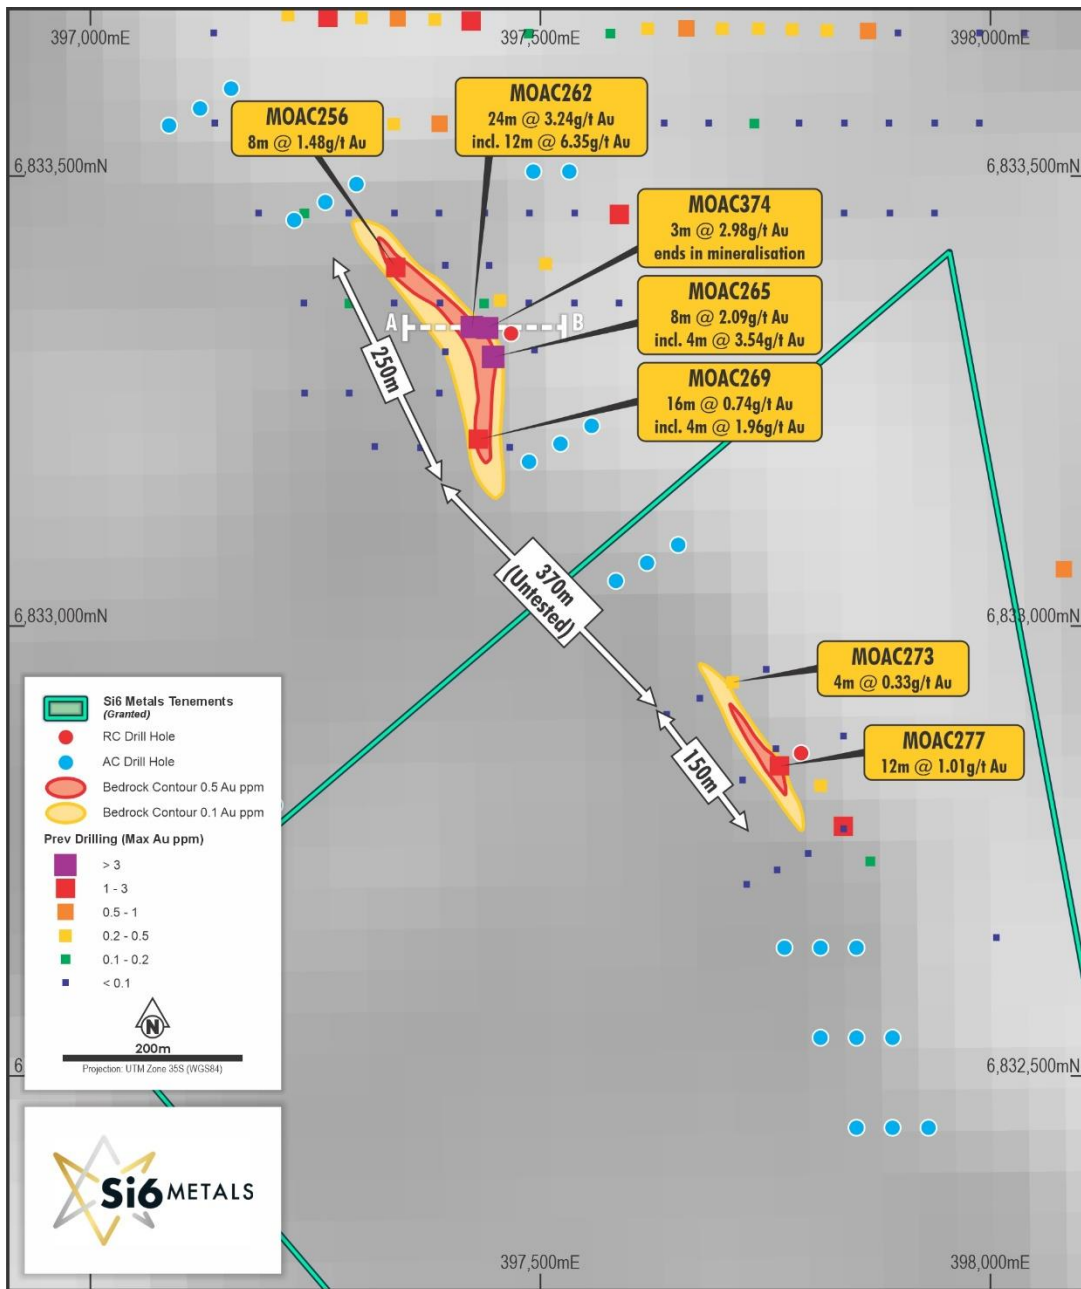 397,000mE
397,500mE
398,000mE
MOAC256
8m @ 1.48g/t Au
MOAC262
24m @ 3.24g/t Au
incl. 12m @ 6.35g/t Au
6,833,500mN
6,833,500mN
MOAC374
3m @ 2.98g/t Au
ends in mineralisation
A
B
MOAC265
8m @ 2.09g/t Au
incl. 4m @ 3.54g/t Au
250m
MOAC269
16m @ 0.74g/t Au
incl. 4m @ 1.96g/t Au
370m
(Untested)
6,833,000mN
6,833,000mN
MOAC273
4m @ 0.33g/t Au
MOAC277
12m @ 1.01g/t Au
150m
Si6 Metals Tenements
(Granted)
RC Drill Hole
AC Drill Hole
Bedrock Contour 0.5 Au ppm
Bedrock Contour 0.1 Au ppm
Prev Drilling (Max Au ppm)
> 3
1 - 3
0.5 - 1
0.2 - 0.5
0.1 - 0.2
< 0.1
N
200m
Projection: UTM Zone 35S (WGS84)
6
6,832,500mN
Si6 METALS
397,500mE
398,000mE